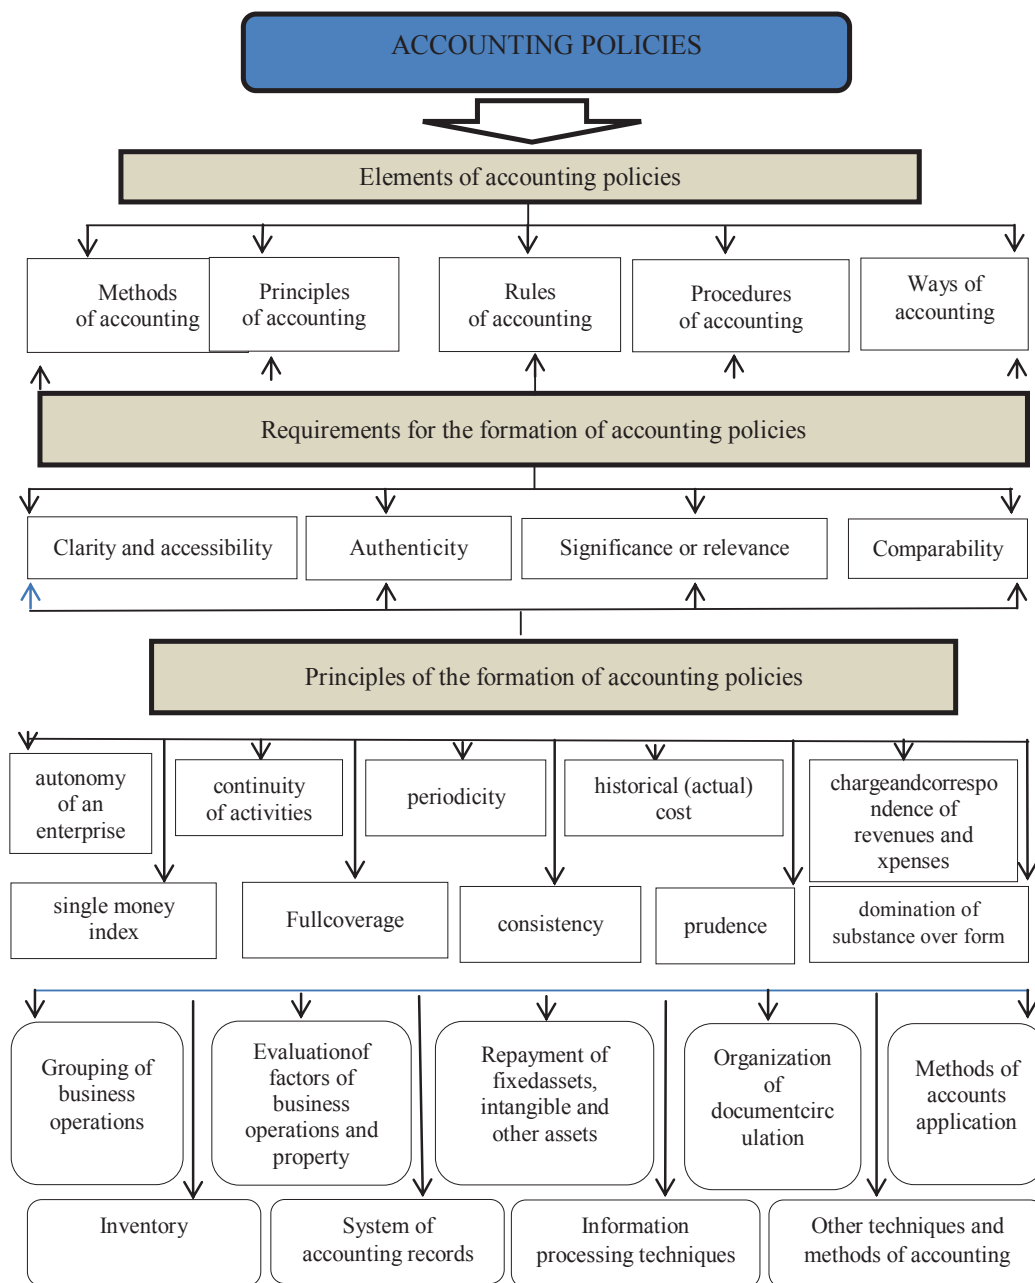 ACCOUNTING POLICIES
Elements of accounting policies
Methods
of accounting
Principles
of accounting
Rules
of accounting
Procedures
of accounting
Ways of
accounting
Requirements for the formation of accounting policies
Clarity and accessibility
Authenticity
Significance or relevance
Comparability
Principles of the formation of accounting policies
autonomy
of an
enterprise
continuity
of activities
periodicity
historical (actual)
cost
chargeandcorrespo
ndence of
revenues and
xpenses
single money
index
Fullcoverage
consistency
prudence
domination of
substance over form
Grouping of
business
operations
Evaluationof
factors of
business
operations and
property
Repayment of
fixedassets,
intangible and
other assets
Organization
of
documentcirc
ulation
Methods of
accounts
application
Inventory
System of
accounting records
Information
processing techniques
Other techniques and
methods of accounting